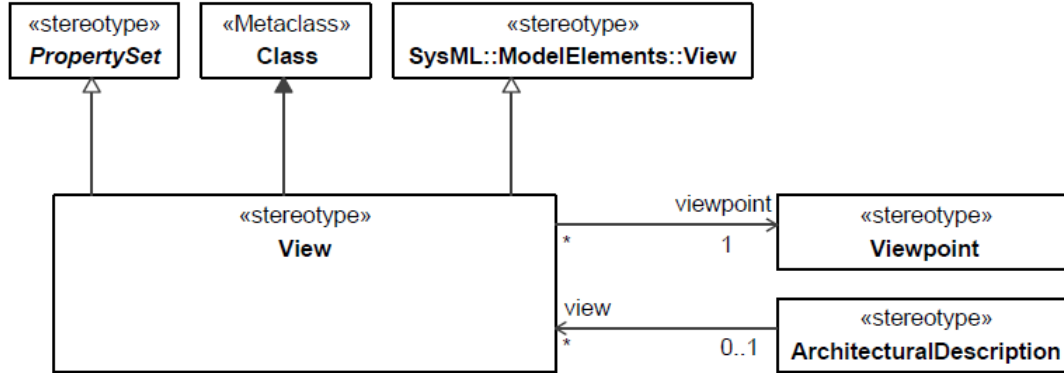 «stereotype»
PropertySet
«Metaclass»
Class
«stereotype»
SysML::ModelElements::View
«stereotype»
View
viewpoint
*
1
«stereotype»
Viewpoint
view
*
0..1
«stereotype»
ArchitecturalDescription